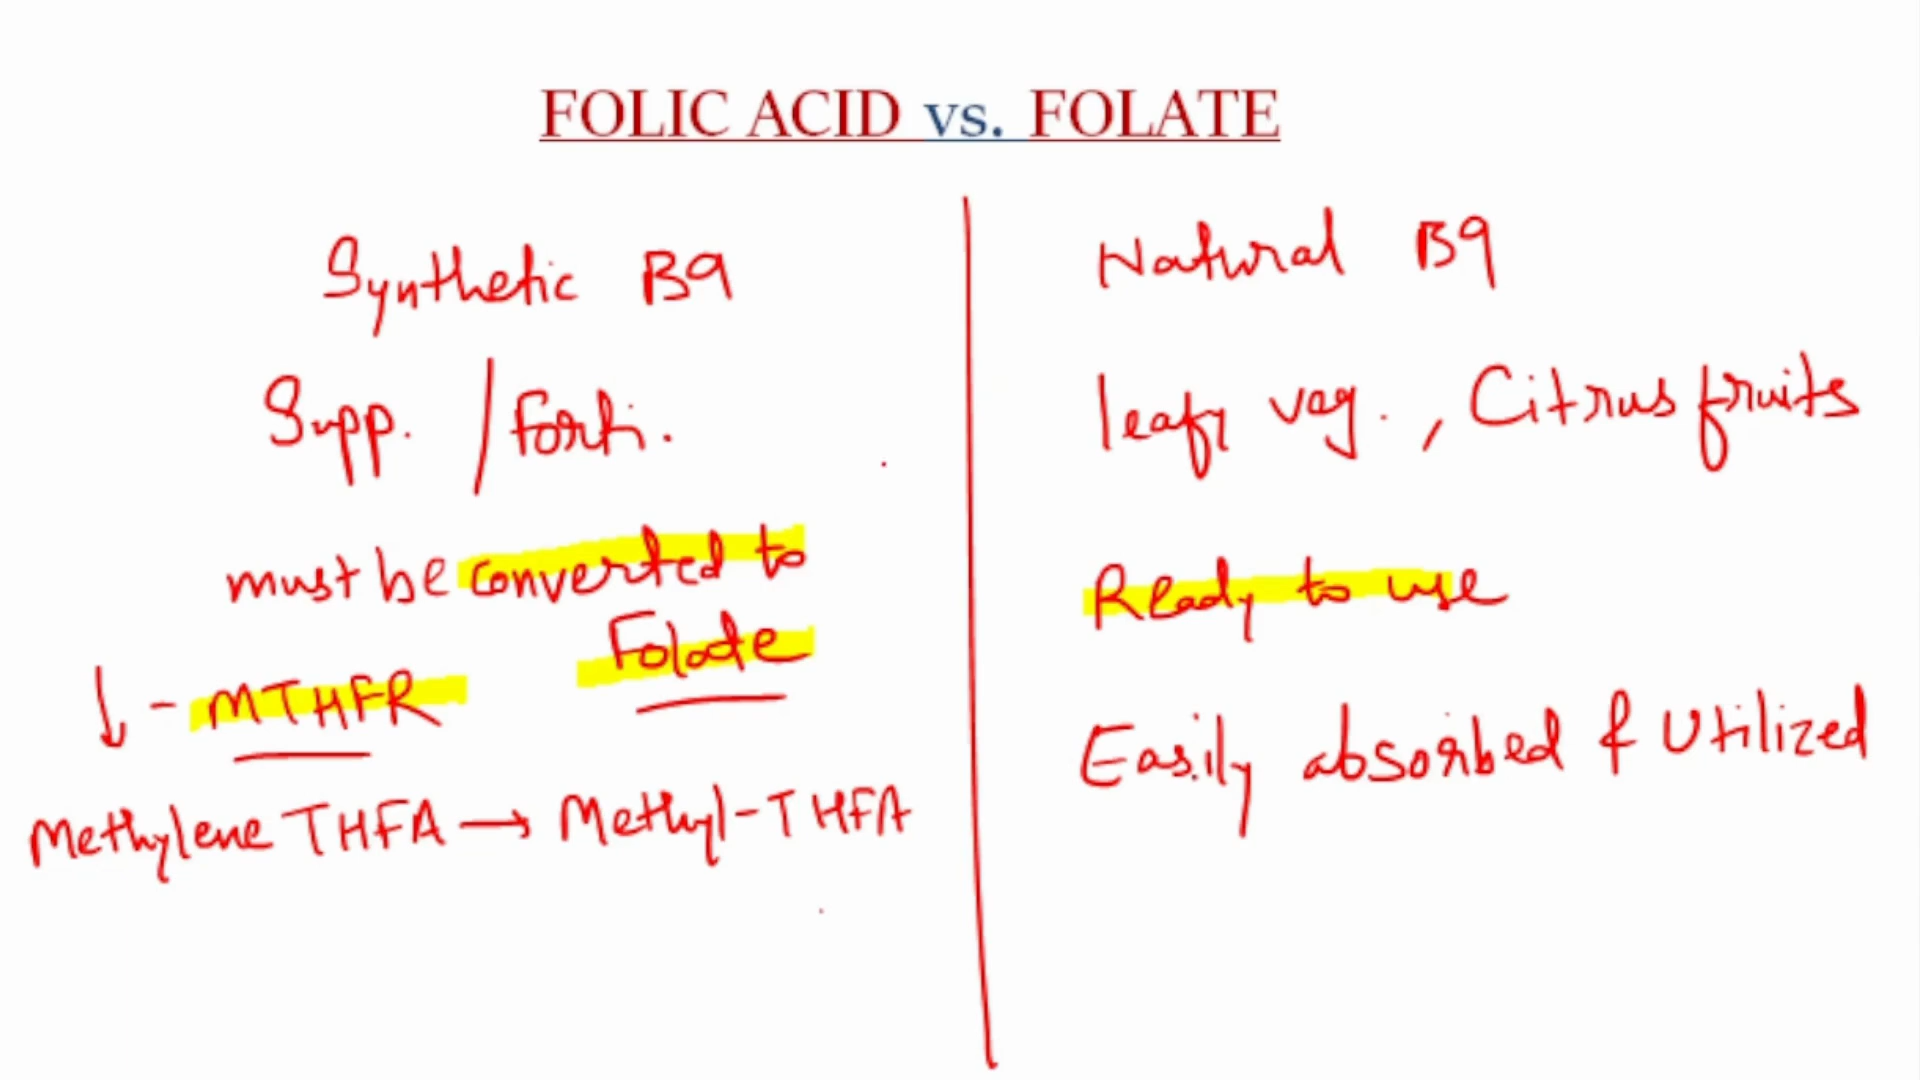 FOLIC ACID vs. FOLATE
Synthetic B9
Supp. / Forti.
must be converted to
Folate
↓ - MTHFR
Methylene THFA → Methyl-THFA
Natural B9
leafy veg. , Citrus fruits
Ready to use
Easily absorbed & Utilized